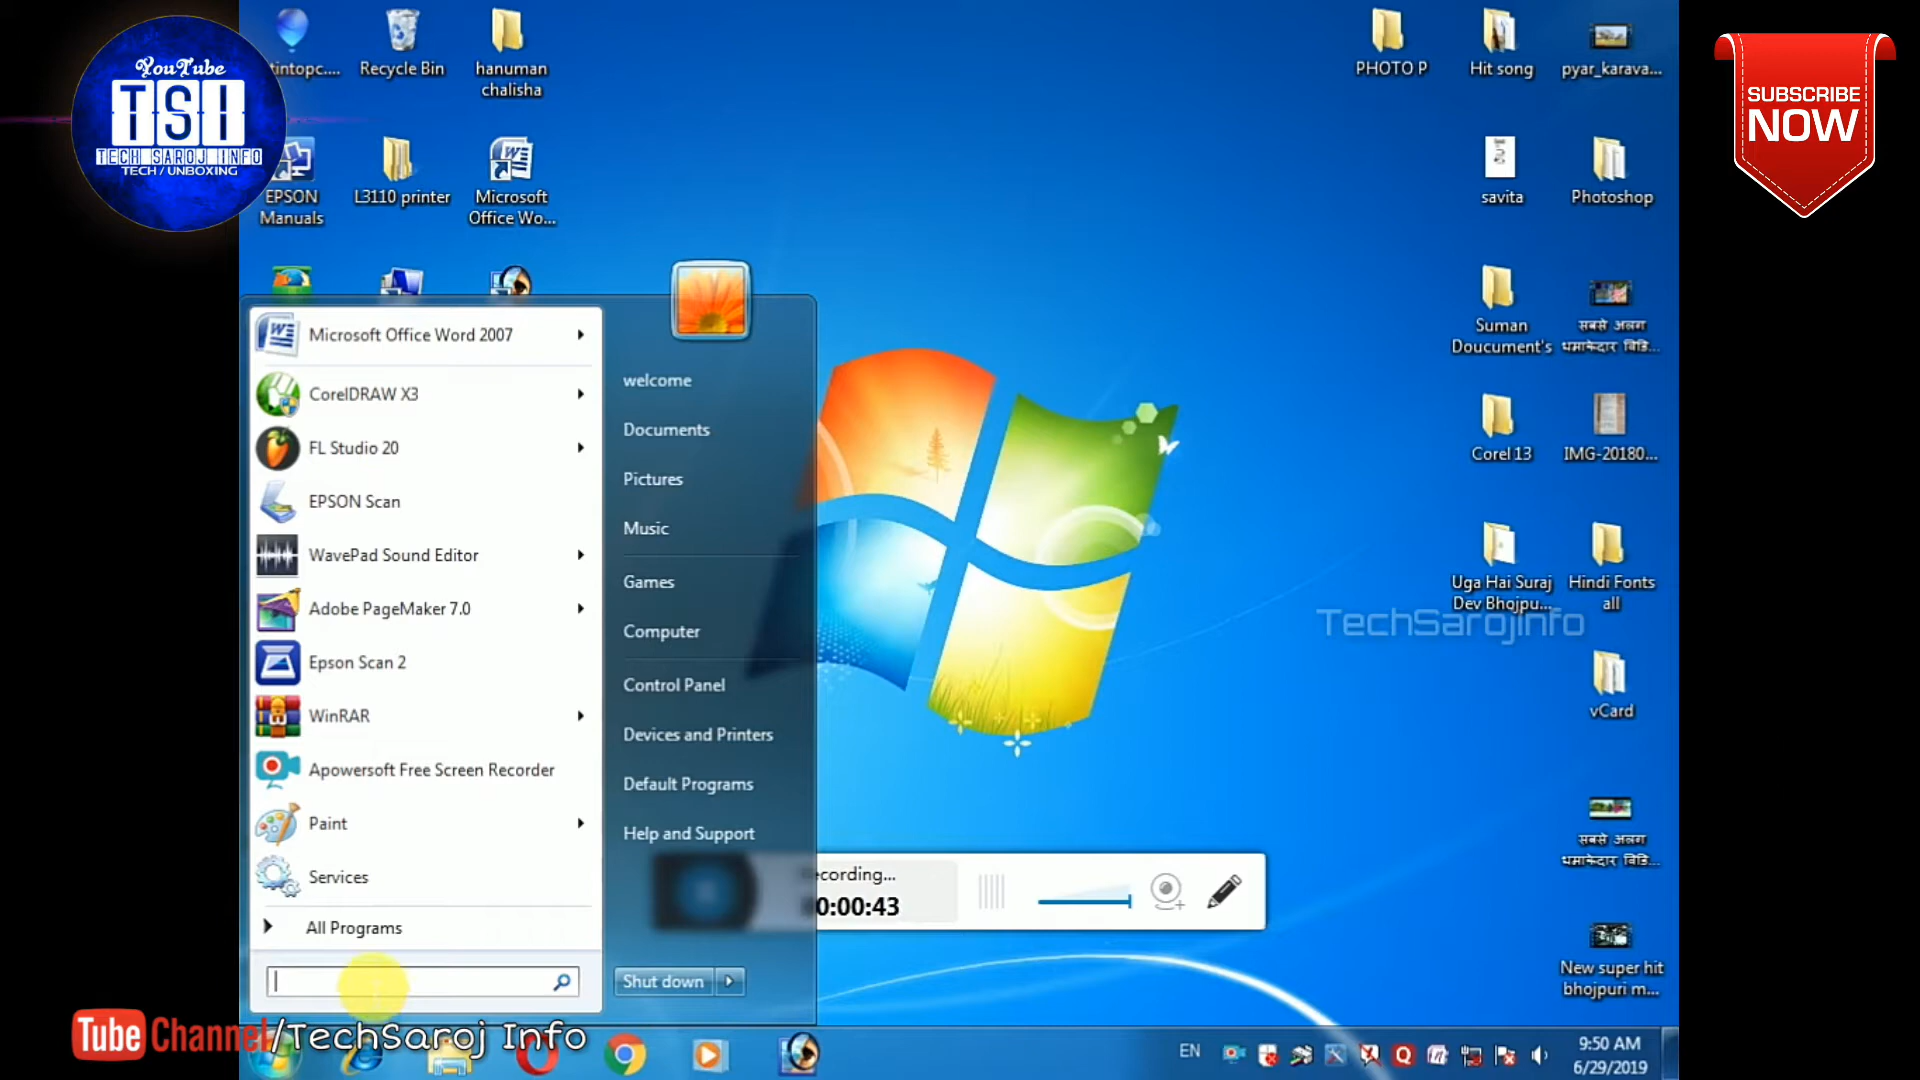 YouTube
TSI
TECH SAROJ INFO
TECH / UNBOXING
tintopc....
Recycle Bin
hanuman
chalisha
PHOTO P
Hit song
pyar_karava...
SUBSCRIBE
NOW
EPSON
Manuals
L3110 printer
Microsoft
Office Wo...
savita
Photoshop
Suman
Doucument's
सबसे अलग
धमाकेदार विडि...
Corel 13
IMG-20180...
Uga Hai Suraj
Dev Bhojpu...
Hindi Fonts
all
TechSarojInfo
vCard
सबसे अलग
धमाकेदार विडि...
New super hit
bhojpuri m...
Microsoft Office Word 2007
CorelDRAW X3
FL Studio 20
EPSON Scan
WavePad Sound Editor
Adobe PageMaker 7.0
Epson Scan 2
WinRAR
Apowersoft Free Screen Recorder
Paint
Services
All Programs
welcome
Documents
Pictures
Music
Games
Computer
Control Panel
Devices and Printers
Default Programs
Help and Support
Shut down
ecording...
0:00:43
Tube Channel/TechSaroj Info
EN
9:50 AM
6/29/2019